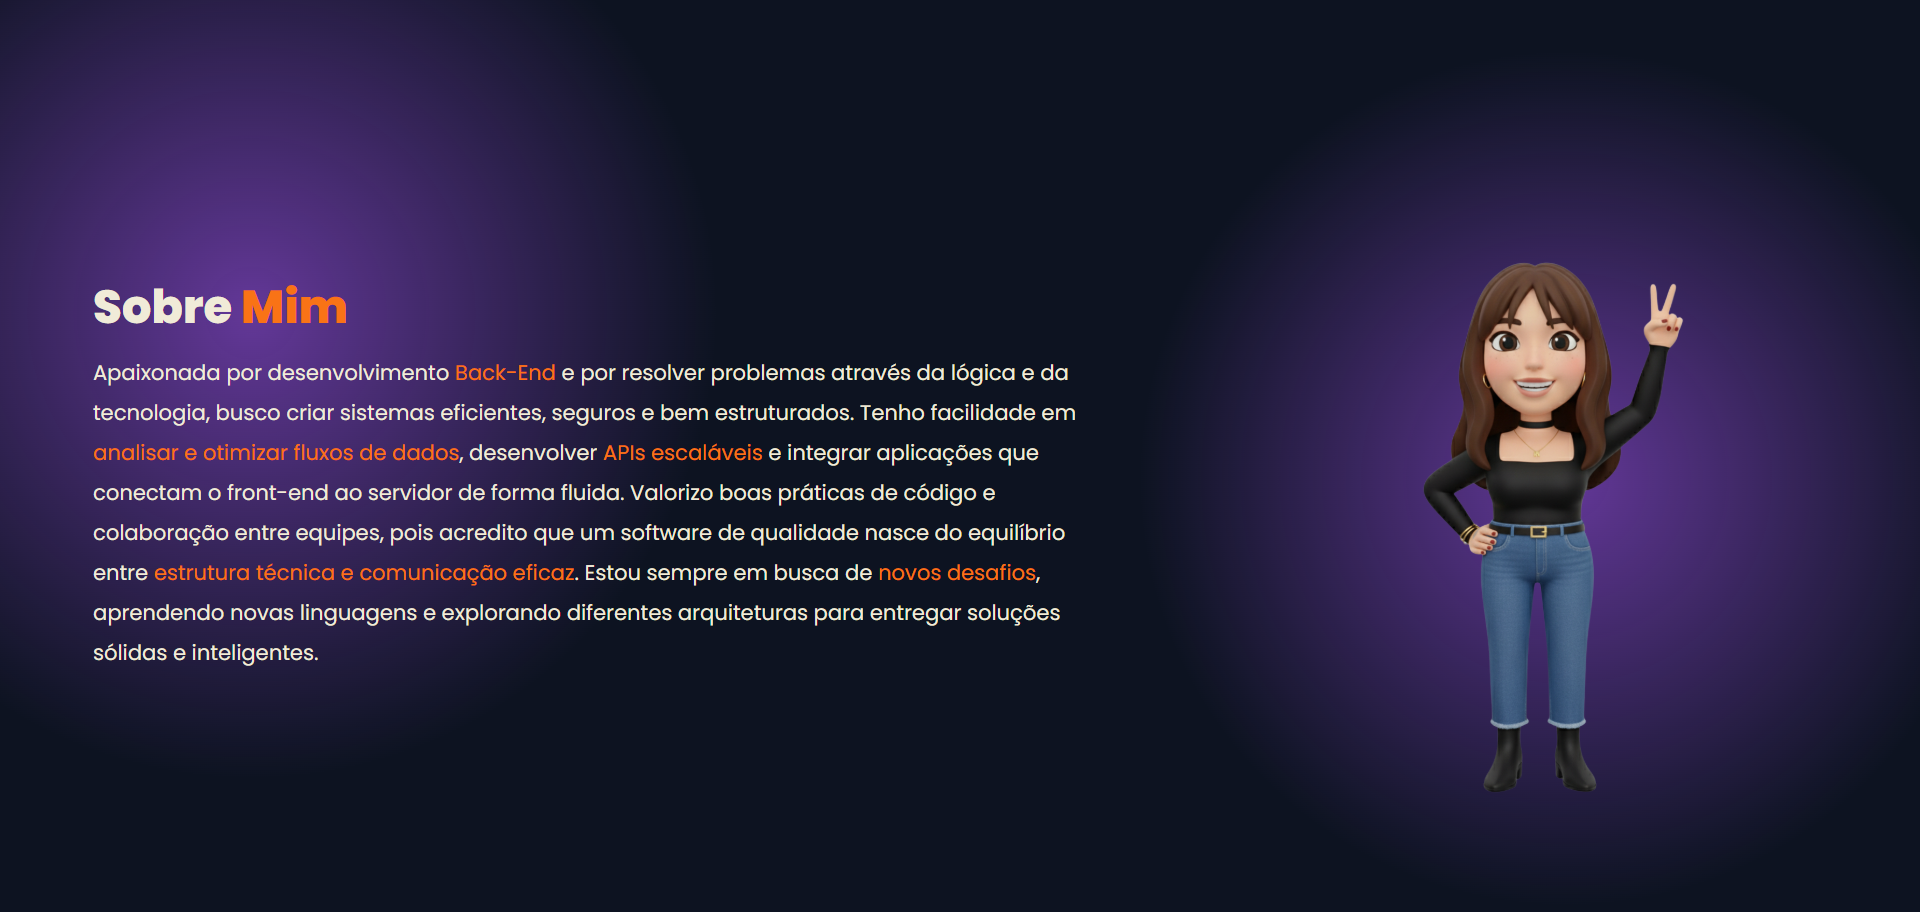 Sobre Mim
Apaixonada por desenvolvimento Back-End e por resolver problemas através da lógica e da
tecnologia, busco criar sistemas eficientes, seguros e bem estruturados. Tenho facilidade em
analisar e otimizar fluxos de dados, desenvolver APIs escaláveis e integrar aplicações que
conectam o front-end ao servidor de forma fluida. Valorizo boas práticas de código e
colaboração entre equipes, pois acredito que um software de qualidade nasce do equilíbrio
entre estrutura técnica e comunicação eficaz. Estou sempre em busca de novos desafios,
aprendendo novas linguagens e explorando diferentes arquiteturas para entregar soluções
sólidas e inteligentes.